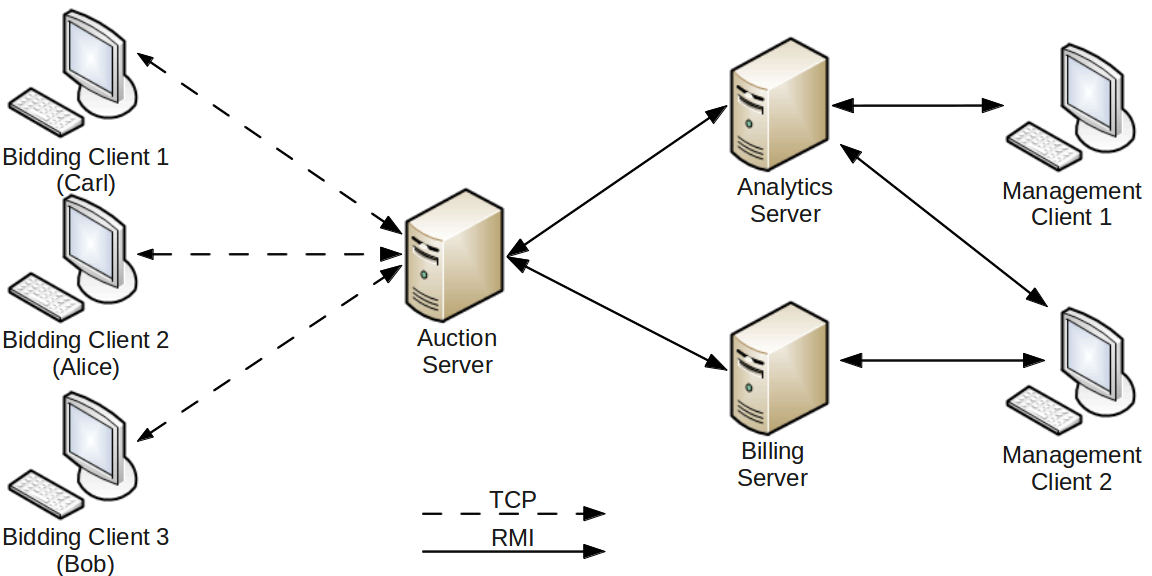 Bidding Client 1
(Carl)
Bidding Client 2
(Alice)
Bidding Client 3
(Bob)
Auction
Server
Analytics
Server
Billing
Server
Management
Client 1
Management
Client 2
TCP
RMI